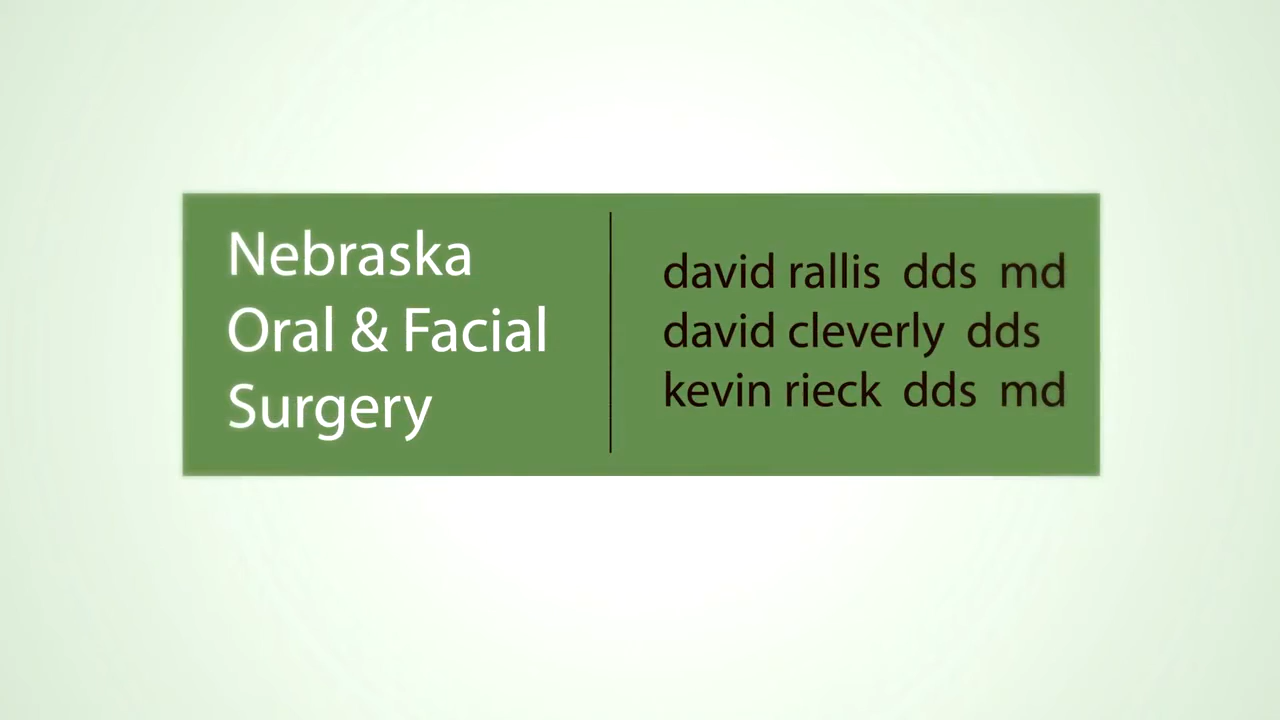 Nebraska
Oral & Facial
Surgery
david rallis dds md
david cleverly dds
kevin rieck dds md